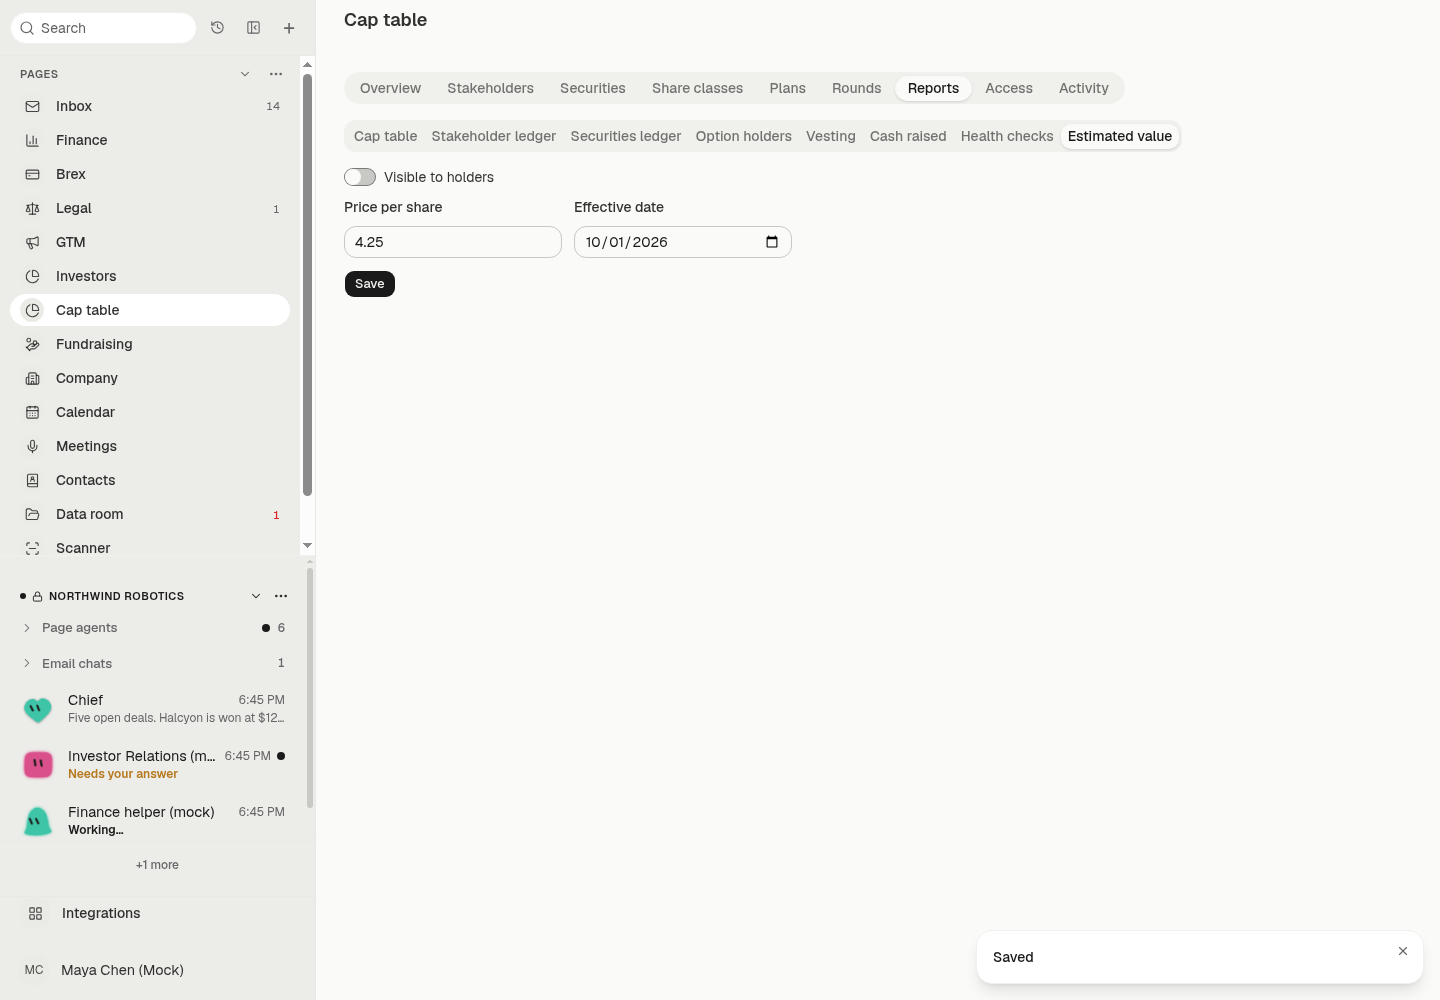 Search
PAGES
Inbox 14
Finance
Brex
Legal 1
GTM
Investors
Cap table
Fundraising
Company
Calendar
Meetings
Contacts
Data room 1
Scanner
NORTHWIND ROBOTICS
Page agents 6
Email chats 1
Chief 6:45 PM
Five open deals. Halcyon is won at $12...
Investor Relations (m... 6:45 PM
Needs your answer
Finance helper (mock) 6:45 PM
Working...
+1 more
Integrations
MC Maya Chen (Mock)
Cap table
Overview Stakeholders Securities Share classes Plans Rounds Reports Access Activity
Cap table Stakeholder ledger Securities ledger Option holders Vesting Cash raised Health checks Estimated value
Visible to holders
Price per share Effective date
4.25 10/01/2026
Save
Saved